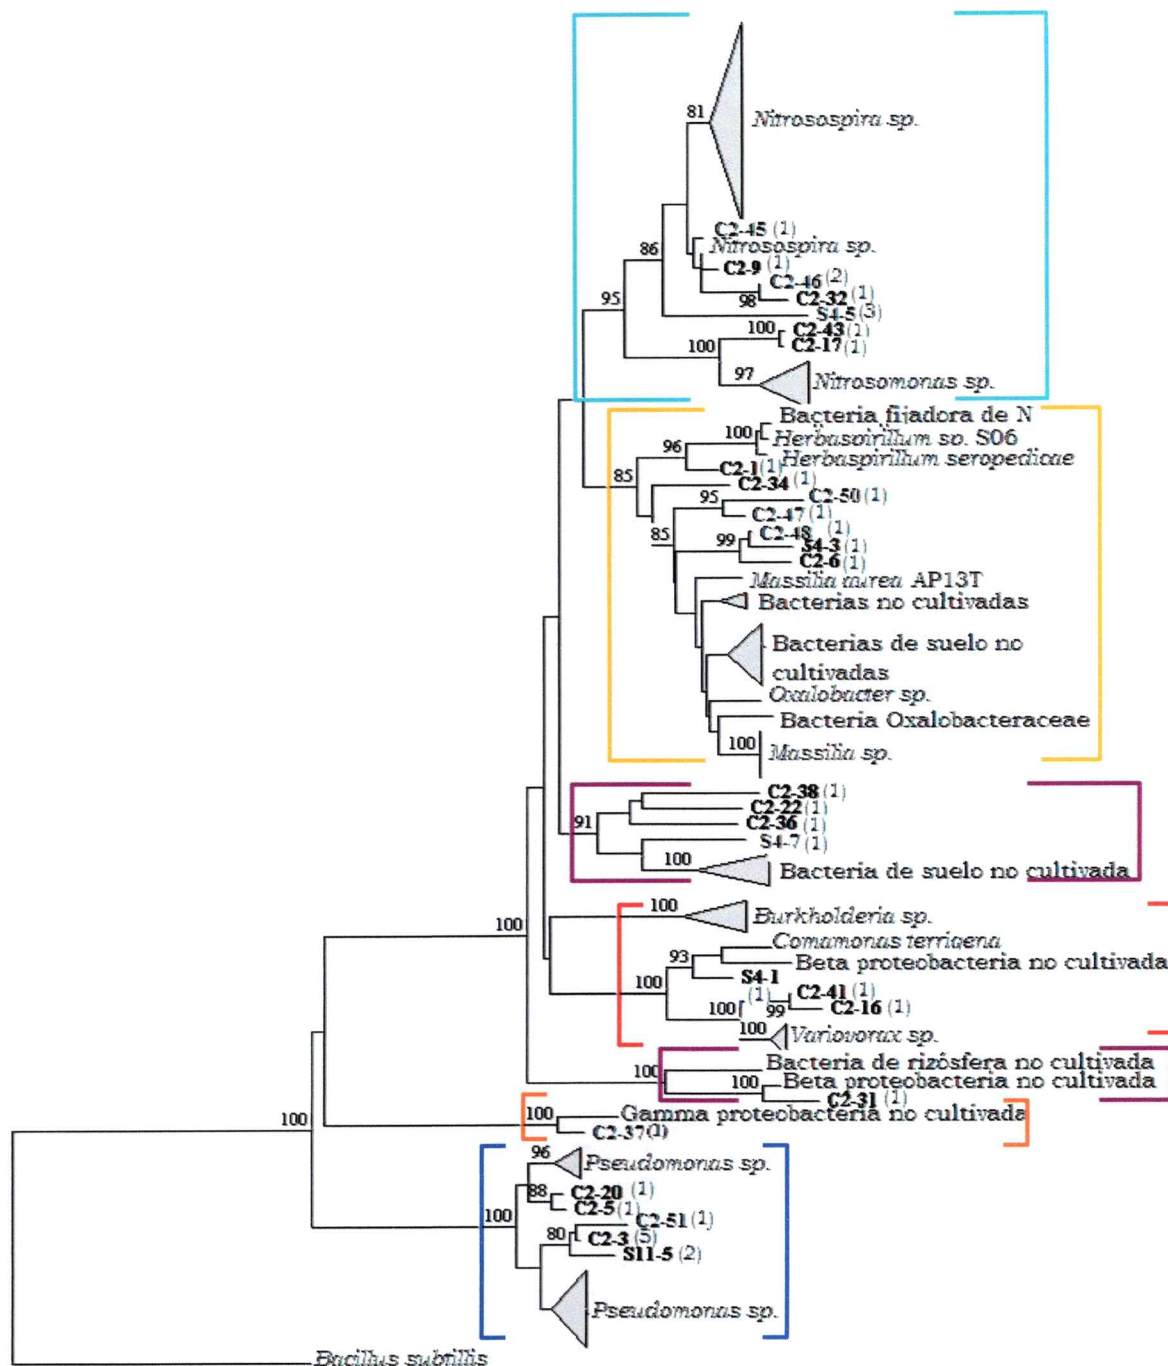 81
Nitrosospira sp.
C2-45 (1)
Nitrosospira sp.
86
C2-9 (1)
C2-46 (2)
98
C2-32 (1)
95
S4-5 (3)
100
C2-43 (1)
C2-17 (1)
100
97
Nitrosomonas sp.
Bacteria fijadora de N
100
Herbaspirillum sp. S06
96
Herbaspirillum seropedicae
85
C2-1 (1)
C2-34 (1)
95
C2-50 (1)
C2-47 (1)
85
C2-48 (1)
99
S4-3 (1)
C2-6 (1)
Massilia aurea AP13T
Bacterias no cultivadas
Bacterias de suelo no
cultivadas
Oxalobacter sp.
Bacteria Oxalobacteraceae
100
Massilia sp.
C2-38 (1)
C2-22 (1)
91
C2-36 (1)
S4-7 (1)
100
Bacteria de suelo no cultivada
100
Burkholderia sp.
100
Comamonas terrigena
93
Beta proteobacteria no cultivada
100
S4-1
(1)
C2-41 (1)
100
99
C2-16 (1)
100
Variovorax sp.
Bacteria de rizósfera no cultivada
100
100
Beta proteobacteria no cultivada
C2-31 (1)
100
100
Gamma proteobacteria no cultivada
C2-37 (1)
96
Pseudomonas sp.
88
C2-20 (1)
C2-5 (1)
100
C2-51 (1)
80
C2-3 (5)
S11-5 (2)
Pseudomonas sp.
Bacillus subtillis